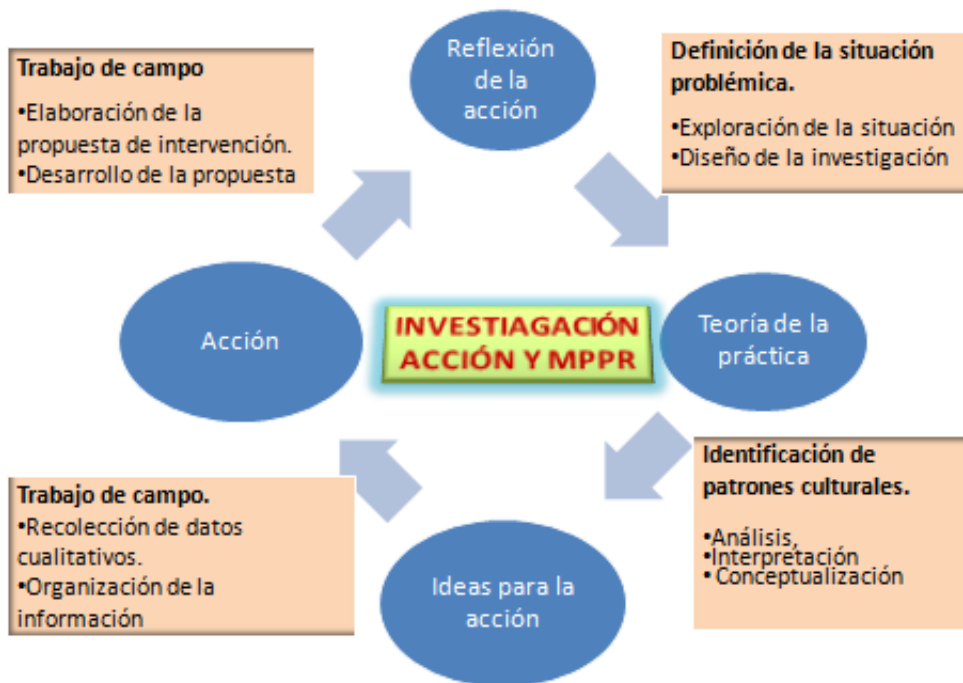 Reflexión
de la
acción
Trabajo de campo
•Elaboración de la
propuesta de intervención.
•Desarrollo de la propuesta
Definición de la situación
problémica.
•Exploración de la situación
•Diseño de la investigación
Acción
INVESTIAGACIÓN
ACCIÓN Y MPPR
Teoría de la
práctica
Trabajo de campo.
•Recolección de datos
cualitativos.
•Organización de la
información
Ideas para la
acción
Identificación de
patrones culturales.
•Análisis,
•Interpretación
•Conceptualización